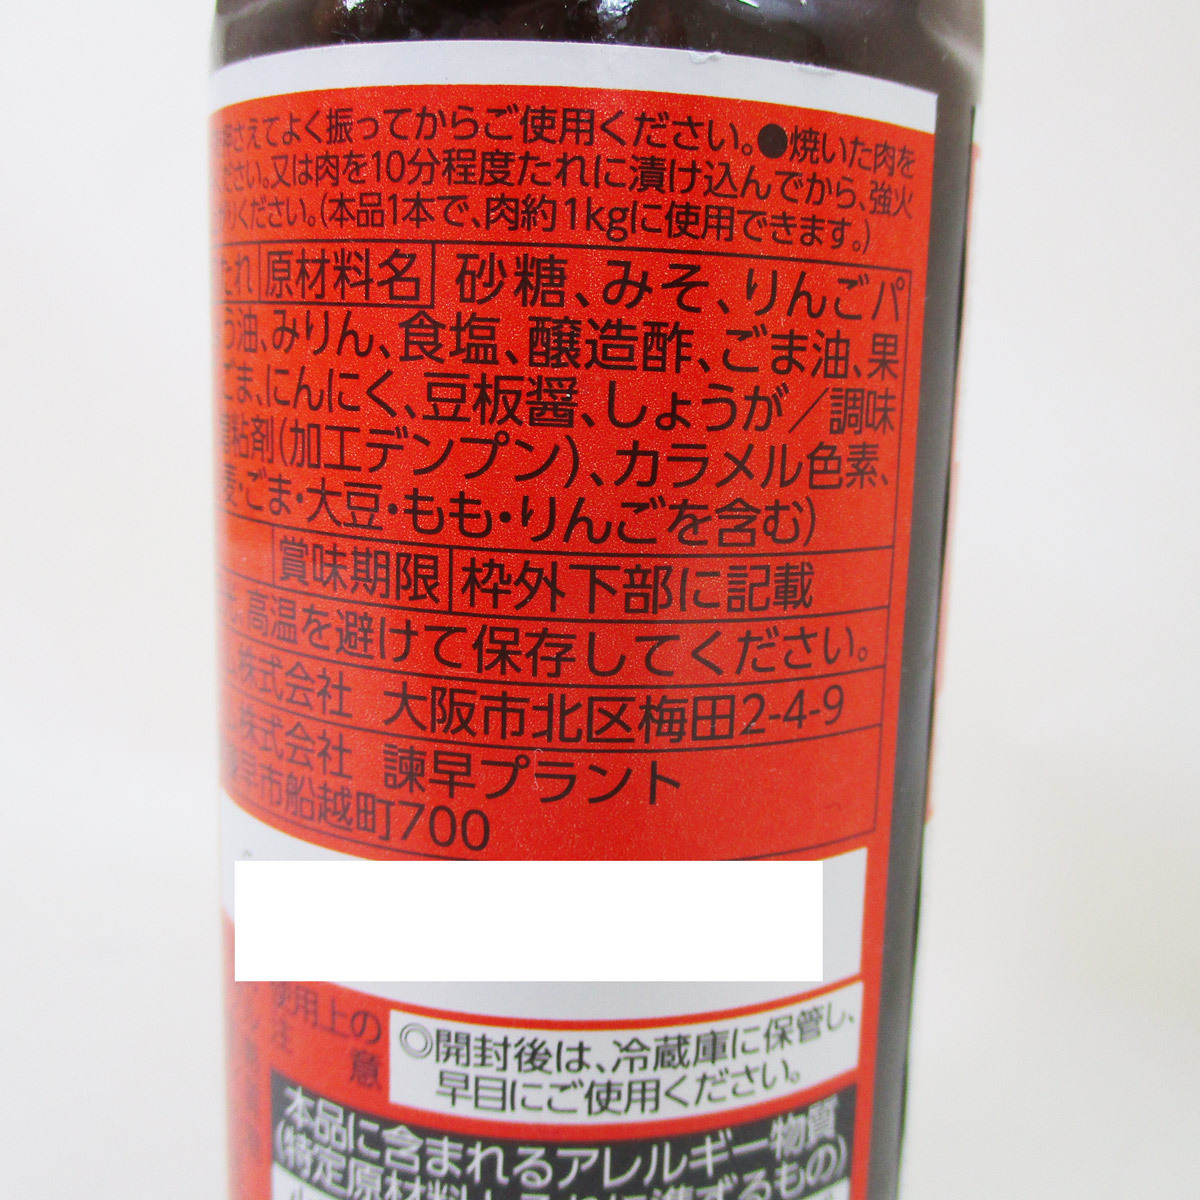 さえてよく振ってからご使用ください。●焼いた肉を
ください。又は肉を10分程度たれに漬け込んでから、強火
ください。(本品1本で、肉約1kgに使用できます。)
たれ 原材料名 砂糖、みそ、りんごパ
う油、みりん、食塩、醸造酢、ごま油、果
ごま、にんにく、豆板醤、しょうが／調味
粘剤(加工デンプン)、カラメル色素、
麦・ごま・大豆・もも・りんごを含む)
賞味期限 枠外下部に記載
高温を避けて保存してください。
株式会社 大阪市北区梅田2-4-9
株式会社 諫早プラント
早市船越町700
使用上の
注意
◎開封後は、冷蔵庫に保管し、
早目にご使用ください。
本品に含まれるアレルギー物質
(特定原材料及びそれに準ずるもの)